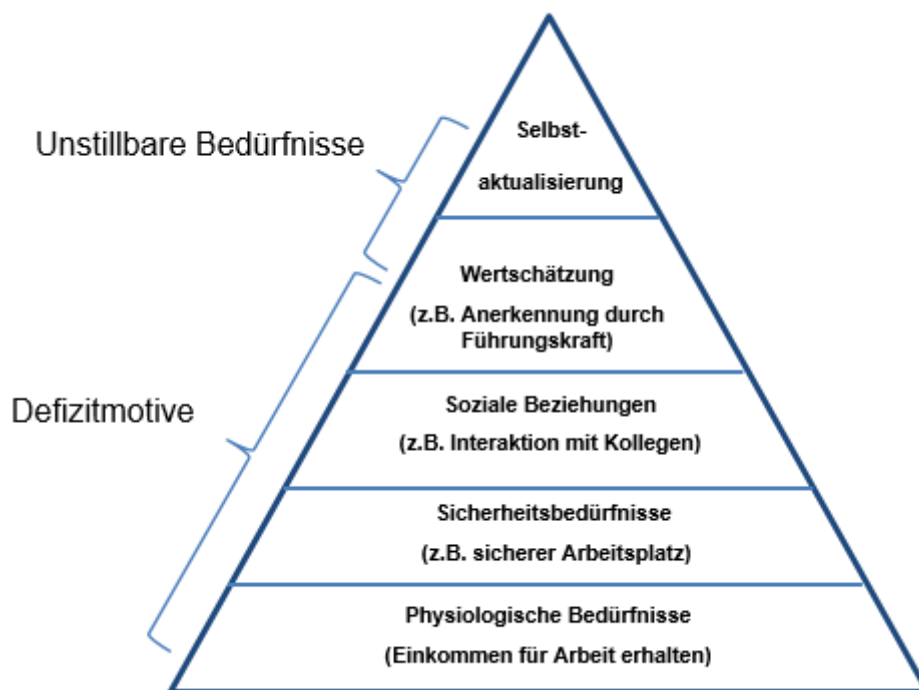 Selbst-
Unstillbare Bedürfnisse
aktualisierung
Wertschätzung
(z.B. Anerkennung durch
Führungskraft)
Defizitmotive
Soziale Beziehungen
(z.B. Interaktion mit Kollegen)
Sicherheitsbedürfnisse
(z.B. sicherer Arbeitsplatz)
Physiologische Bedürfnisse
(Einkommen für Arbeit erhalten)